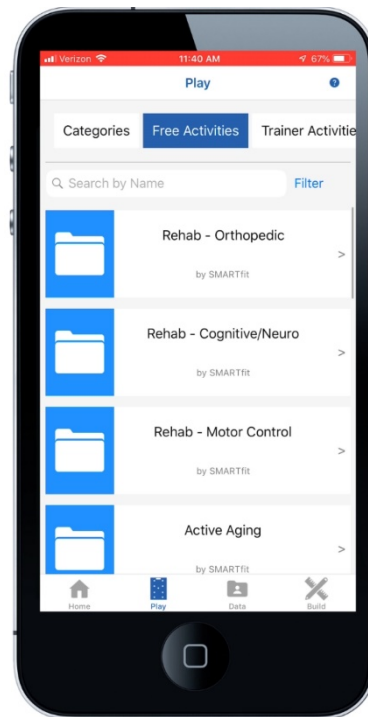 Verizon 11:40 AM 67%
Play ?
Categories Free Activities Trainer Activitie
Search by Name Filter
Rehab - Orthopedic
>
by SMARTfit
Rehab - Cognitive/Neuro
>
by SMARTfit
Rehab - Motor Control
>
by SMARTfit
Active Aging
>
by SMARTfit
Home Play Data Build